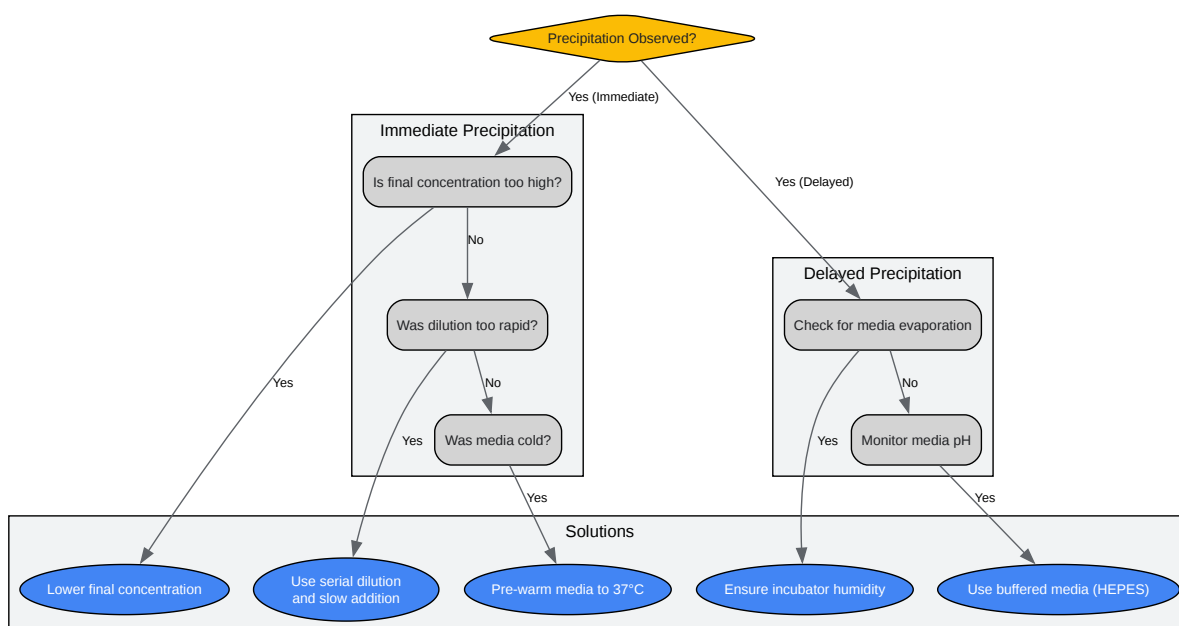 Precipitation Observed?
Yes (Immediate)
Immediate Precipitation
Is final concentration too high?
Yes (Delayed)
No
Delayed Precipitation
Was dilution too rapid?
Check for media evaporation
Yes
No
No
Was media cold?
Yes
Yes
Monitor media pH
Yes
Yes
Solutions
Lower final concentration
Use serial dilution
and slow addition
Pre-warm media to 37°C
Ensure incubator humidity
Use buffered media (HEPES)